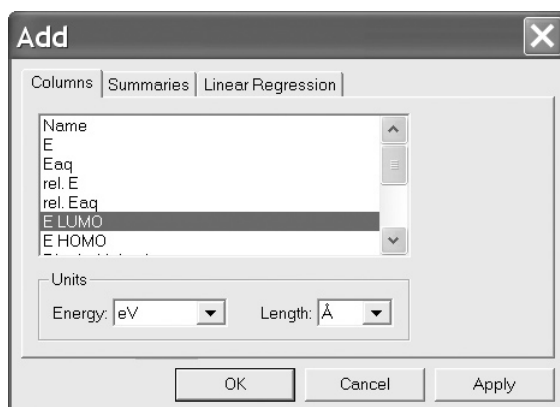 Add
Columns Summaries Linear Regression
Name
E
Eaq
rel. E
rel. Eaq
E LUMO
E HOMO
Units
Energy: eV Length: Å
OK Cancel Apply